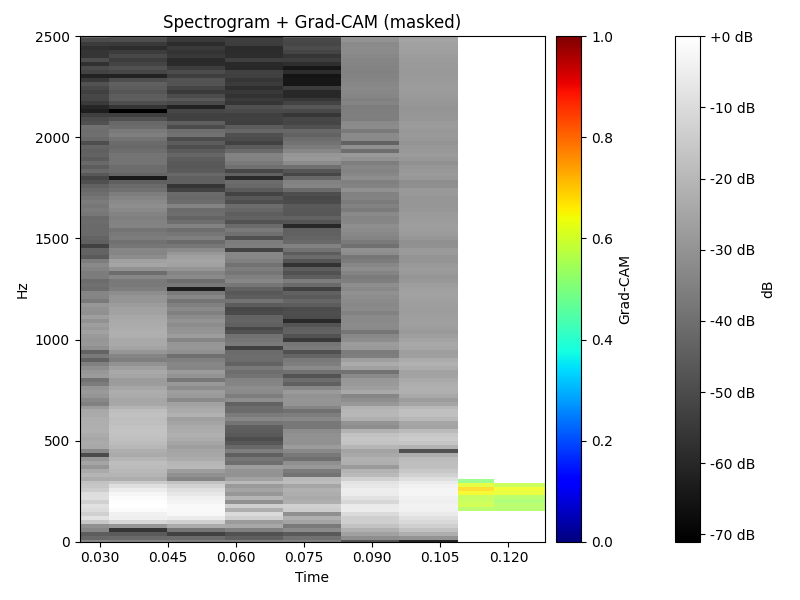 Spectrogram + Grad-CAM (masked)
2500
2000
1500
1000
500
0
Hz
0.030 0.045 0.060 0.075 0.090 0.105 0.120
Time
1.0
0.8
0.6
0.4
0.2
0.0
Grad-CAM
+0 dB
-10 dB
-20 dB
-30 dB
-40 dB
-50 dB
-60 dB
-70 dB
dB